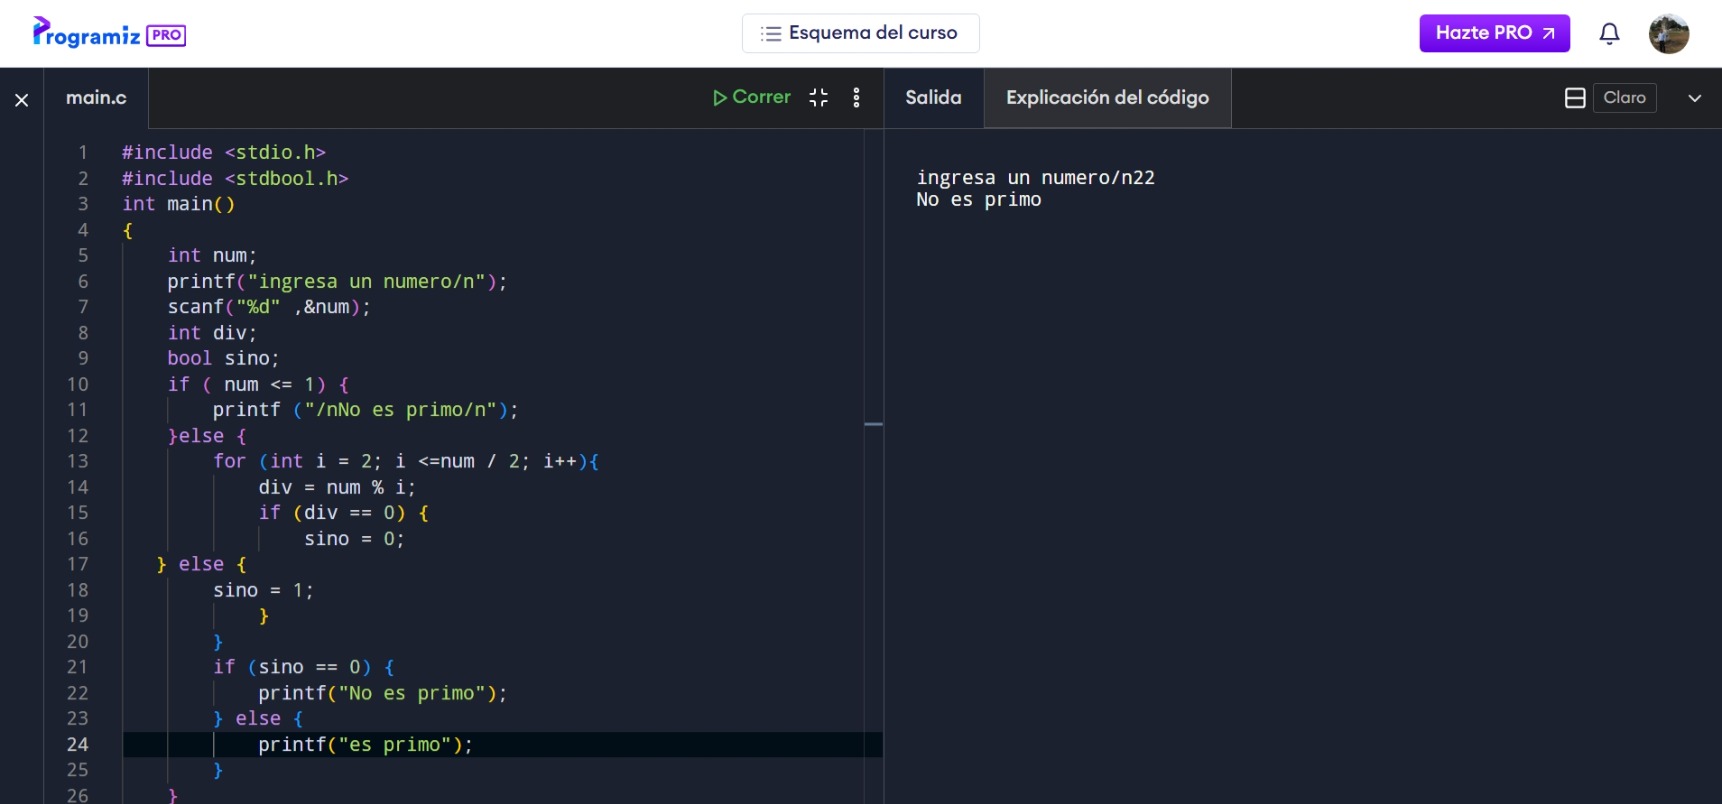 Programiz PRO
Esquema del curso
Hazte PRO
main.c
Correr
Salida
Explicación del código
Claro
1 #include <stdio.h>
2 #include <stdbool.h>
3 int main()
4 {
5 int num;
6 printf("ingresa un numero/n");
7 scanf("%d" ,&num);
8 int div;
9 bool sino;
10 if ( num <= 1) {
11 printf ("/nNo es primo/n");
12 }else {
13 for (int i = 2; i <=num / 2; i++){
14 div = num % i;
15 if (div == 0) {
16 sino = 0;
17 } else {
18 sino = 1;
19 }
20 }
21 if (sino == 0) {
22 printf("No es primo");
23 } else {
24 printf("es primo");
25 }
26 }
ingresa un numero/n22
No es primo